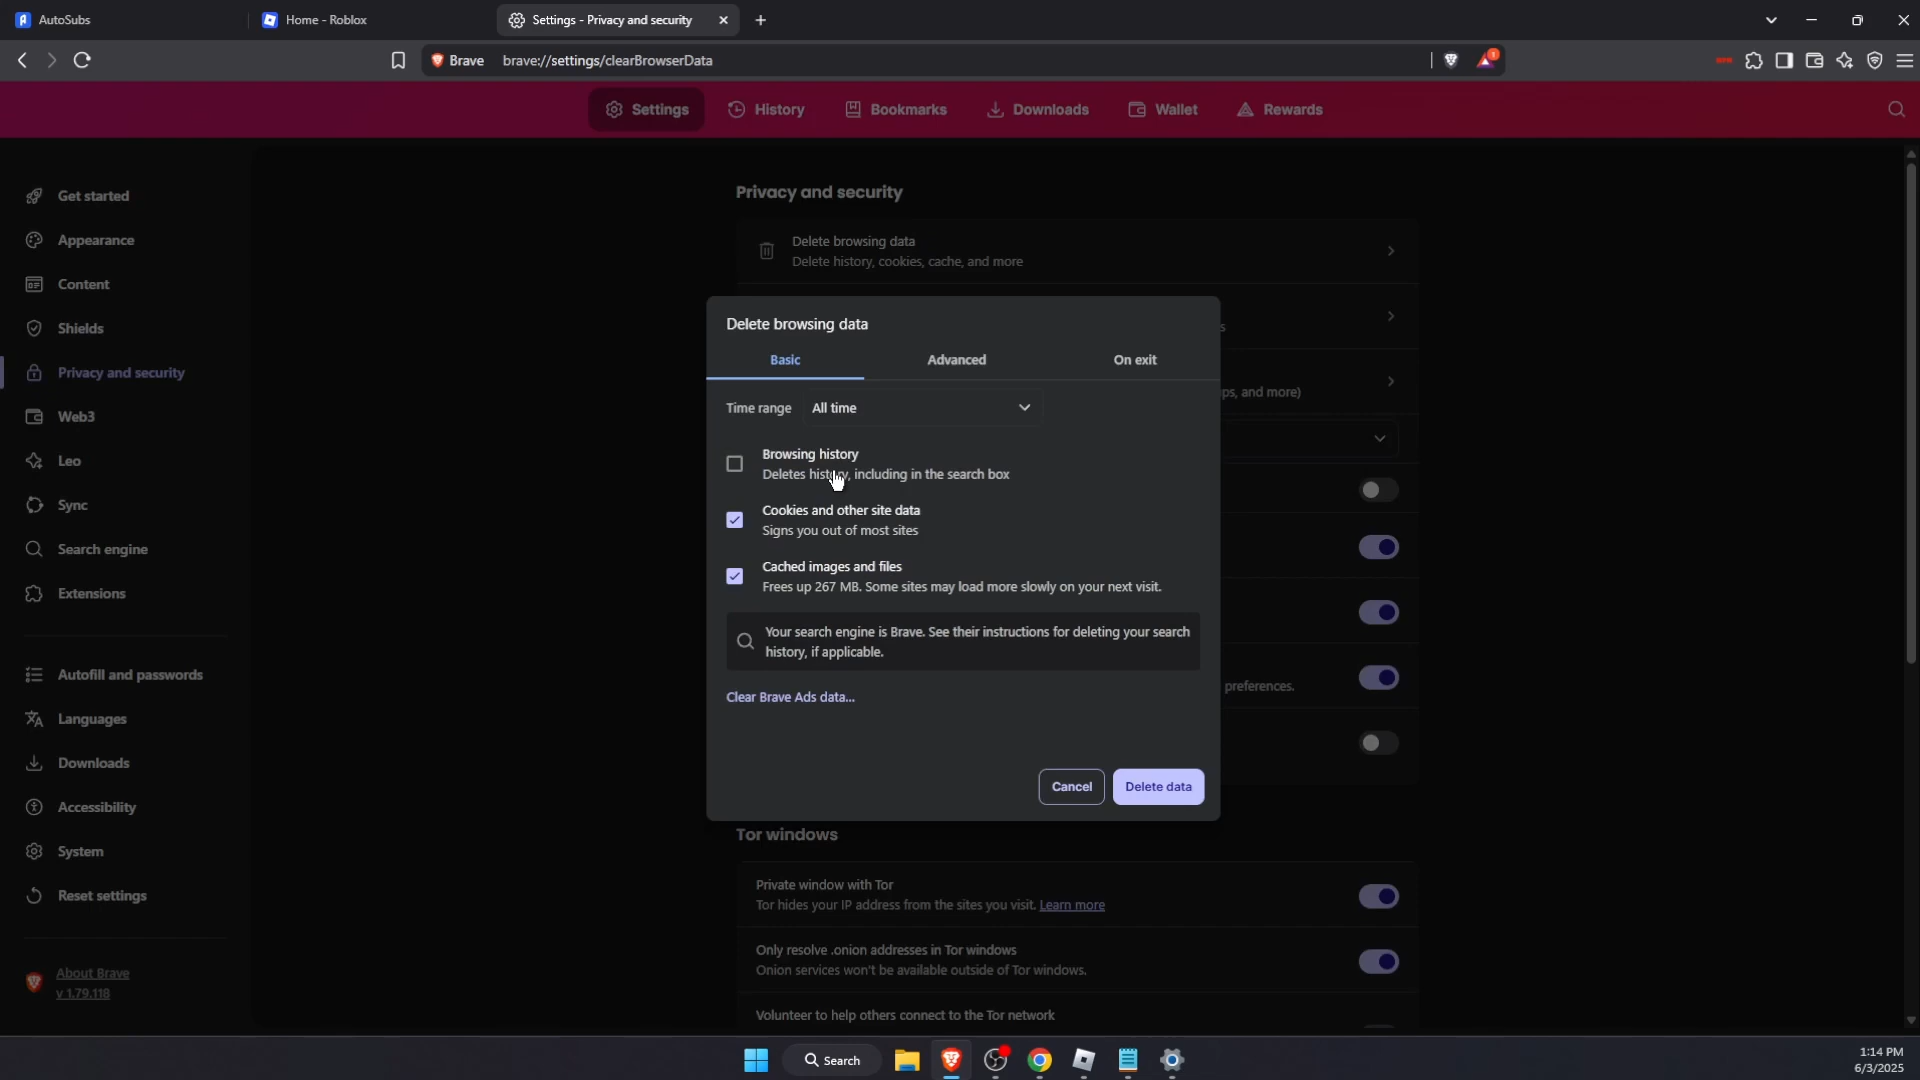 AutoSubs
Home - Roblox
Settings - Privacy and security
Brave
brave://settings/clearBrowserData
1
Settings
History
Bookmarks
Downloads
Wallet
Rewards
Get started
Appearance
Content
Shields
Privacy and security
Web3
Leo
Sync
Search engine
Extensions
Autofill and passwords
Languages
Downloads
Accessibility
System
Reset settings
About Brave
v 1.79.118
Privacy and security
Delete browsing data
Delete history, cookies, cache, and more
s
ps, and more)
preferences.
Delete browsing data
Basic
Advanced
On exit
Time range
All time
Browsing history
Deletes history, including in the search box
Cookies and other site data
Signs you out of most sites
Cached images and files
Frees up 267 MB. Some sites may load more slowly on your next visit.
Your search engine is Brave. See their instructions for deleting your search
history, if applicable.
Clear Brave Ads data...
Cancel
Delete data
Tor windows
Private window with Tor
Tor hides your IP address from the sites you visit. Learn more
Only resolve .onion addresses in Tor windows
Onion services won't be available outside of Tor windows.
Volunteer to help others connect to the Tor network
Search
1:14 PM
6/3/2025